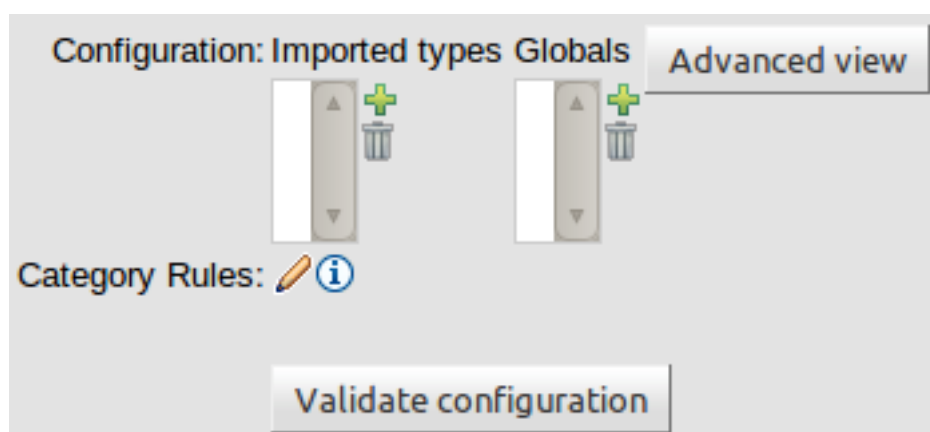 Configuration: Imported types Globals Advanced view
Category Rules:
Validate configuration